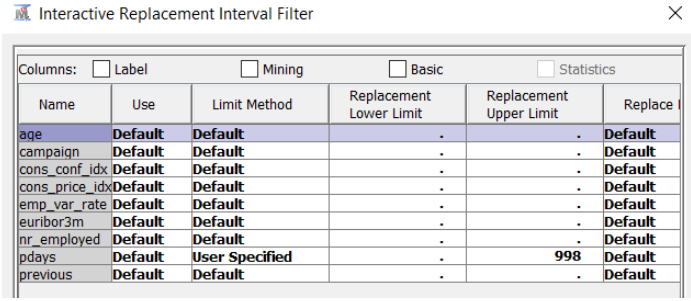 Interactive Replacement Interval Filter
Columns: Label Mining Basic Statistics
Name Use Limit Method Replacement Lower Limit Replacement Upper Limit Replace
age Default Default . . Default
campaign Default Default . . Default
cons_conf_idx Default Default . . Default
cons_price_idx Default Default . . Default
emp_var_rate Default Default . . Default
euribor3m Default Default . . Default
nr_employed Default Default . . Default
pdays Default User Specified . 998 Default
previous Default Default . . Default